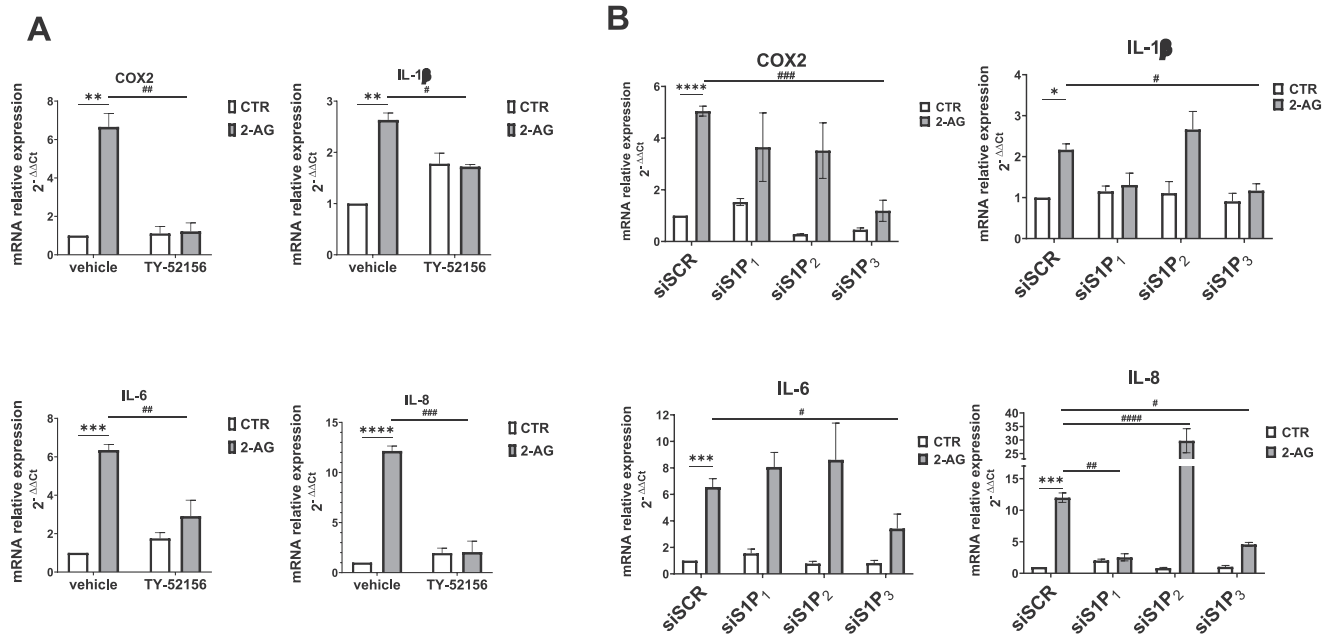 A
COX2
**
##
mRNA relative expression
2^-ΔΔCt
8
6
4
2
0
vehicle
TY-52156
IL-1β
**
#
mRNA relative expression
2^-ΔΔCt
3
2
1
0
vehicle
TY-52156
CTR
2-AG
IL-6
***
##
mRNA relative expression
2^-ΔΔCt
8
6
4
2
0
vehicle
TY-52156
CTR
2-AG
IL-8
****
###
mRNA relative expression
2^-ΔΔCt
15
12
9
6
3
0
vehicle
TY-52156
CTR
2-AG
B
COX2
****
###
mRNA relative expression
2^-ΔΔCt
6
4
2
0
siSCR
siS1P₁
siS1P₂
siS1P₃
CTR
2-AG
IL-1β
*
#
mRNA relative expression
2^-ΔΔCt
4
3
2
1
0
siSCR
siS1P₁
siS1P₂
siS1P₃
CTR
2-AG
IL-6
***
#
mRNA relative expression
2^-ΔΔCt
12
10
8
6
4
2
0
siSCR
siS1P₁
siS1P₂
siS1P₃
CTR
2-AG
IL-8
#
####
##
***
mRNA relative expression
2^-ΔΔCt
40
35
30
25
15
10
5
0
siSCR
siS1P₁
siS1P₂
siS1P₃
CTR
2-AG